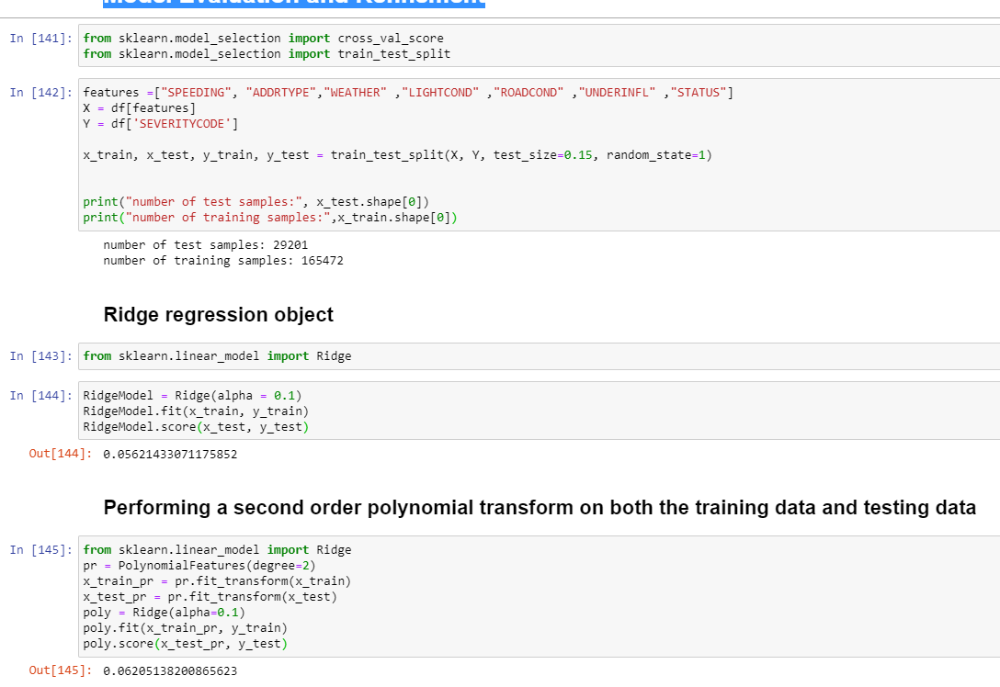 Model Evaluation and Refinement
In [141]: from sklearn.model_selection import cross_val_score
from sklearn.model_selection import train_test_split
In [142]: features =["SPEEDING", "ADDRTYPE","WEATHER" ,"LIGHTCOND" ,"ROADCOND" ,"UNDERINFL" ,"STATUS"]
X = df[features]
Y = df['SEVERITYCODE']
x_train, x_test, y_train, y_test = train_test_split(X, Y, test_size=0.15, random_state=1)
print("number of test samples:", x_test.shape[0])
print("number of training samples:",x_train.shape[0])
number of test samples: 29201
number of training samples: 165472
Ridge regression object
In [143]: from sklearn.linear_model import Ridge
In [144]: RidgeModel = Ridge(alpha = 0.1)
RidgeModel.fit(x_train, y_train)
RidgeModel.score(x_test, y_test)
Out[144]: 0.05621433071175852
Performing a second order polynomial transform on both the training data and testing data
In [145]: from sklearn.linear_model import Ridge
pr = PolynomialFeatures(degree=2)
x_train_pr = pr.fit_transform(x_train)
x_test_pr = pr.fit_transform(x_test)
poly = Ridge(alpha=0.1)
poly.fit(x_train_pr, y_train)
poly.score(x_test_pr, y_test)
Out[145]: 0.06205138200865623